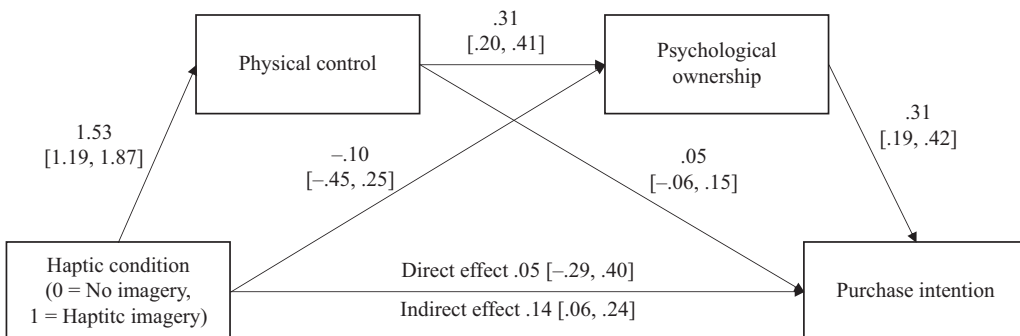 .31
[.20, .41]
Physical control
Psychological
ownership
1.53
[1.19, 1.87]
–.10
[–.45, .25]
.05
[–.06, .15]
.31
[.19, .42]
Haptic condition
(0 = No imagery,
1 = Haptitc imagery)
Direct effect .05 [–.29, .40]
Indirect effect .14 [.06, .24]
Purchase intention